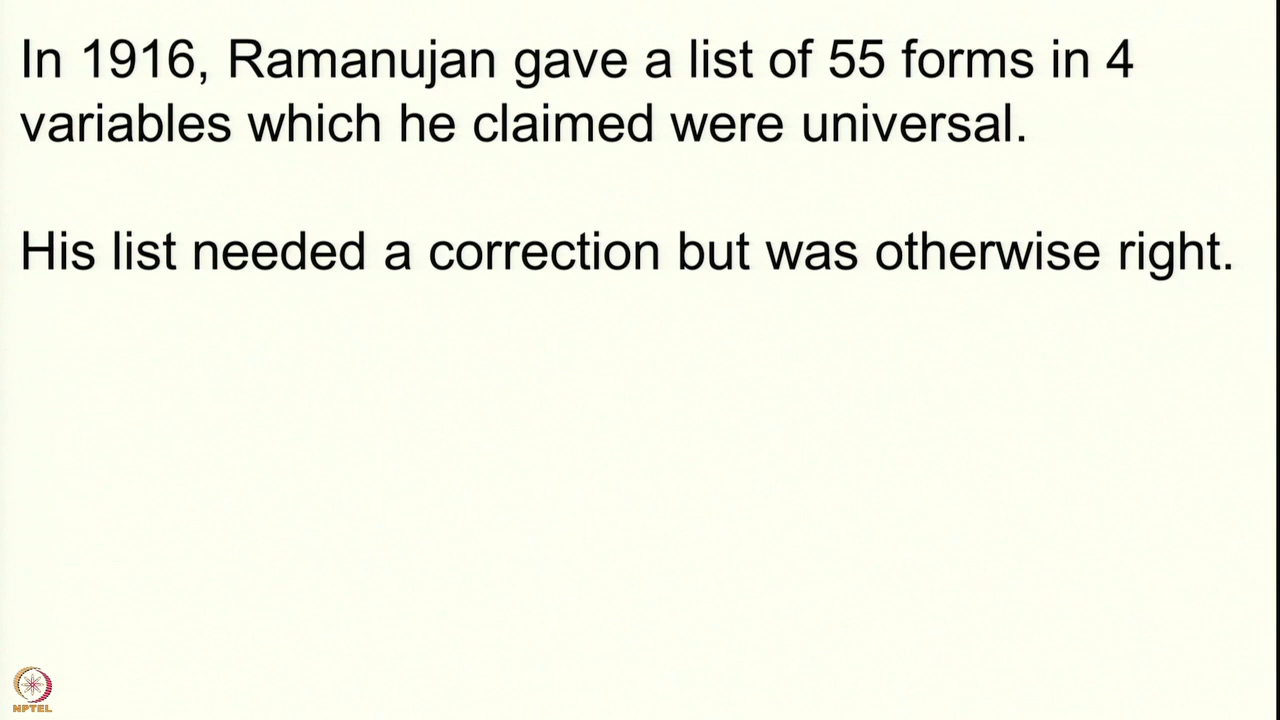 In 1916, Ramanujan gave a list of 55 forms in 4
variables which he claimed were universal.
His list needed a correction but was otherwise right.
NPTEL